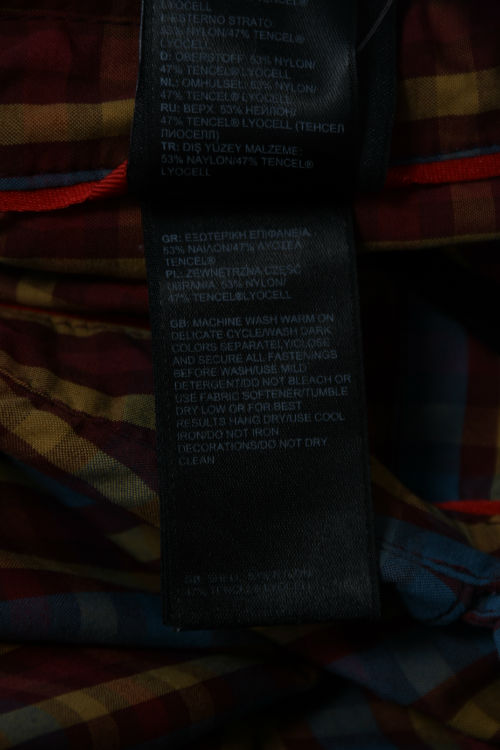 LYOCELL
ESTERNO STRATO:
53% NYLON/47% TENCEL®
LYOCELL
D: OBERSTOFF: 53% NYLON/
47% TENCEL® LYOCELL
NL: OMHULSEL: 53% NYLON/
47% TENCEL® LYOCELL
RU: ВЕРХ: 53% НЕЙЛОН/
47% TENCEL® LYOCELL (ТЕНСЕЛ
ЛИОСЕЛЛ)
TR: DIŞ YÜZEY MALZEME:
53% NAYLON/47% TENCEL®
LYOCELL
GR: ΕΞΩΤΕΡΙΚΗ ΕΠΙΦΑΝΕΙΑ:
53% ΝΑΙΛΟΝ/47% ΛΥΟΣΕΛ
TENCEL®
PL: ZEWNĘTRZNA CZĘŚĆ
UBRANIA: 53% NYLON/
47% TENCEL®LYOCELL
GB: MACHINE WASH WARM ON
DELICATE CYCLE/WASH DARK
COLORS SEPARATELY/CLOSE
AND SECURE ALL FASTENINGS
BEFORE WASH/USE MILD
DETERGENT/DO NOT BLEACH OR
USE FABRIC SOFTENER/TUMBLE
DRY LOW OR FOR BEST
RESULTS HANG DRY/USE COOL
IRON/DO NOT IRON
DECORATIONS/DO NOT DRY
CLEAN